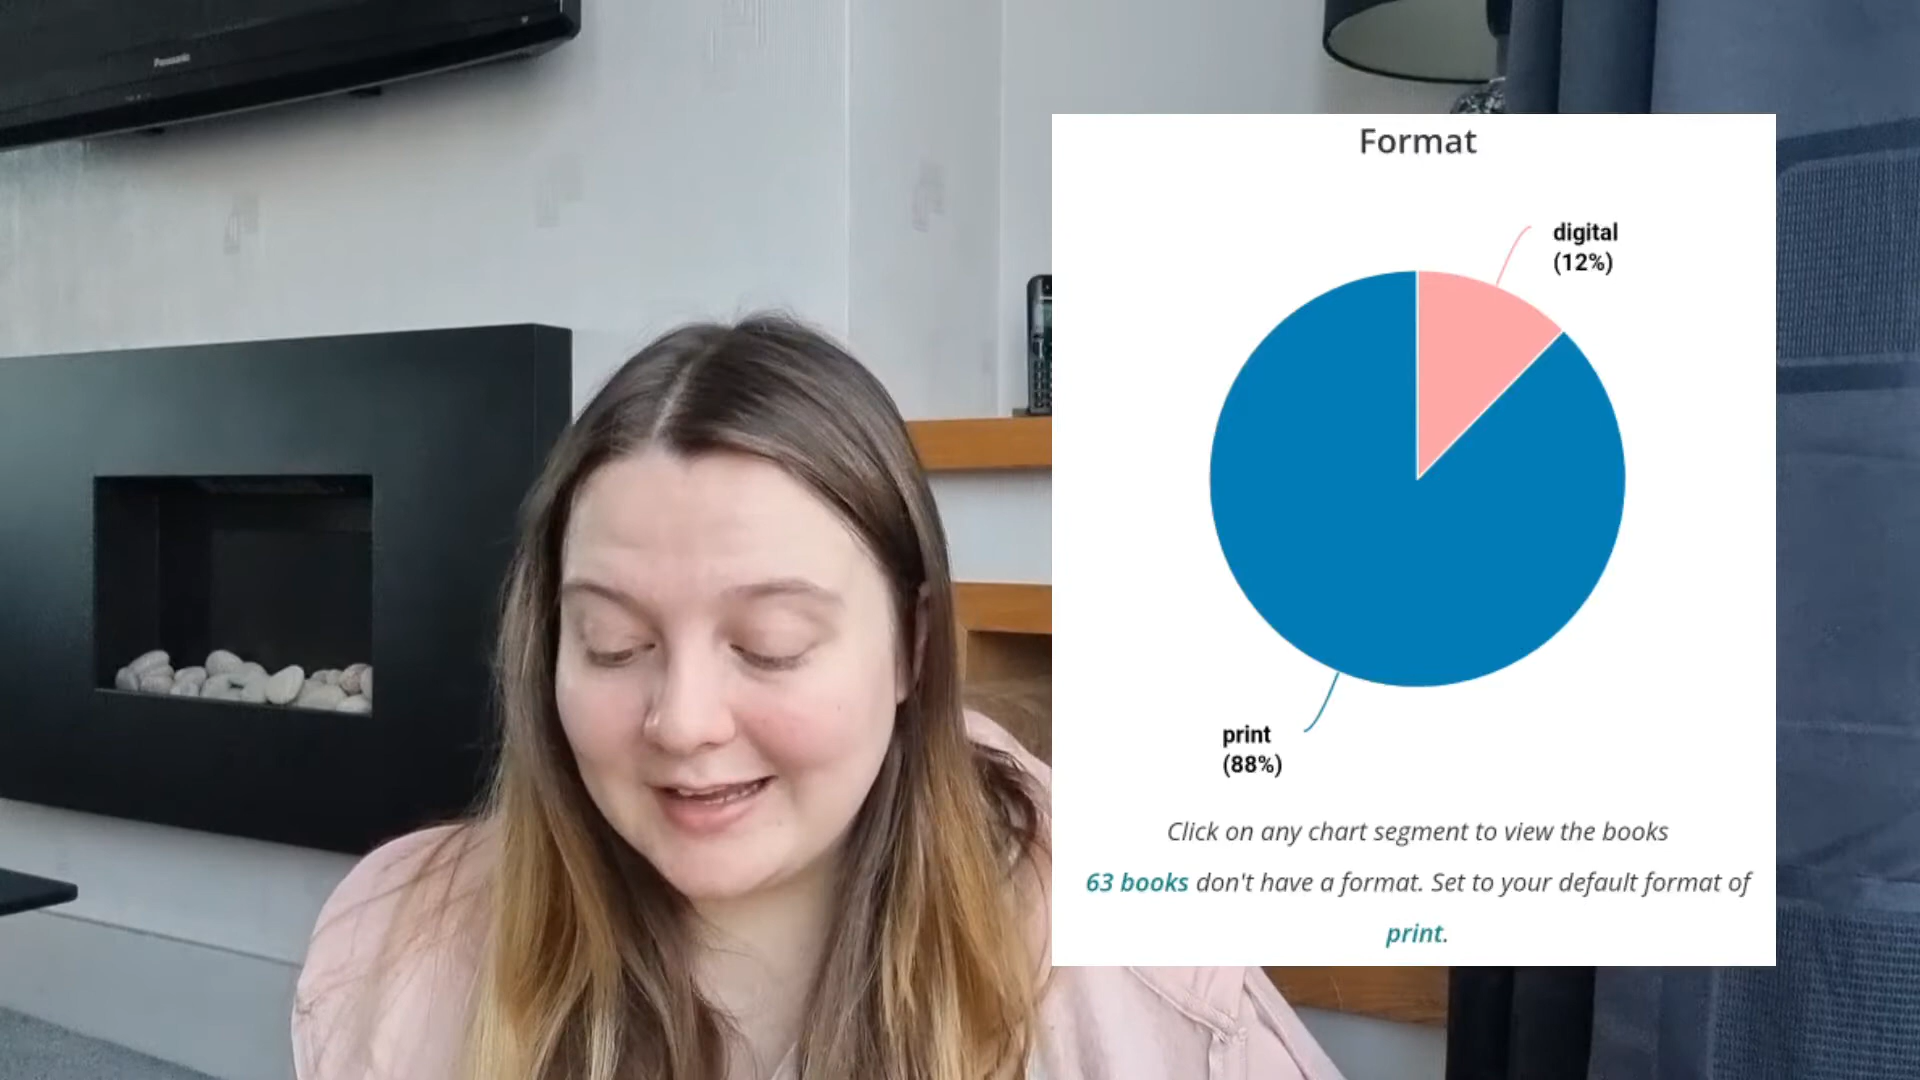 Panasonic
Format
digital
(12%)
print
(88%)
Click on any chart segment to view the books
63 books don't have a format. Set to your default format of
print.